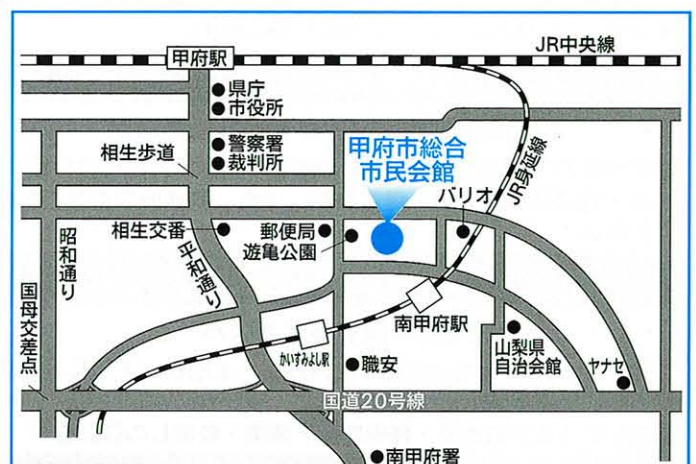 JR中央線
甲府駅
県庁
市役所
警察署
裁判所
相生歩道
甲府市総合
市民会館
JR身延線
バリオ
相生交番
郵便局
遊亀公園
昭和通り
平和通り
国母交差点
南甲府駅
かいすみよし駅
職安
山梨県
自治会館
ヤナセ
国道20号線
南甲府署